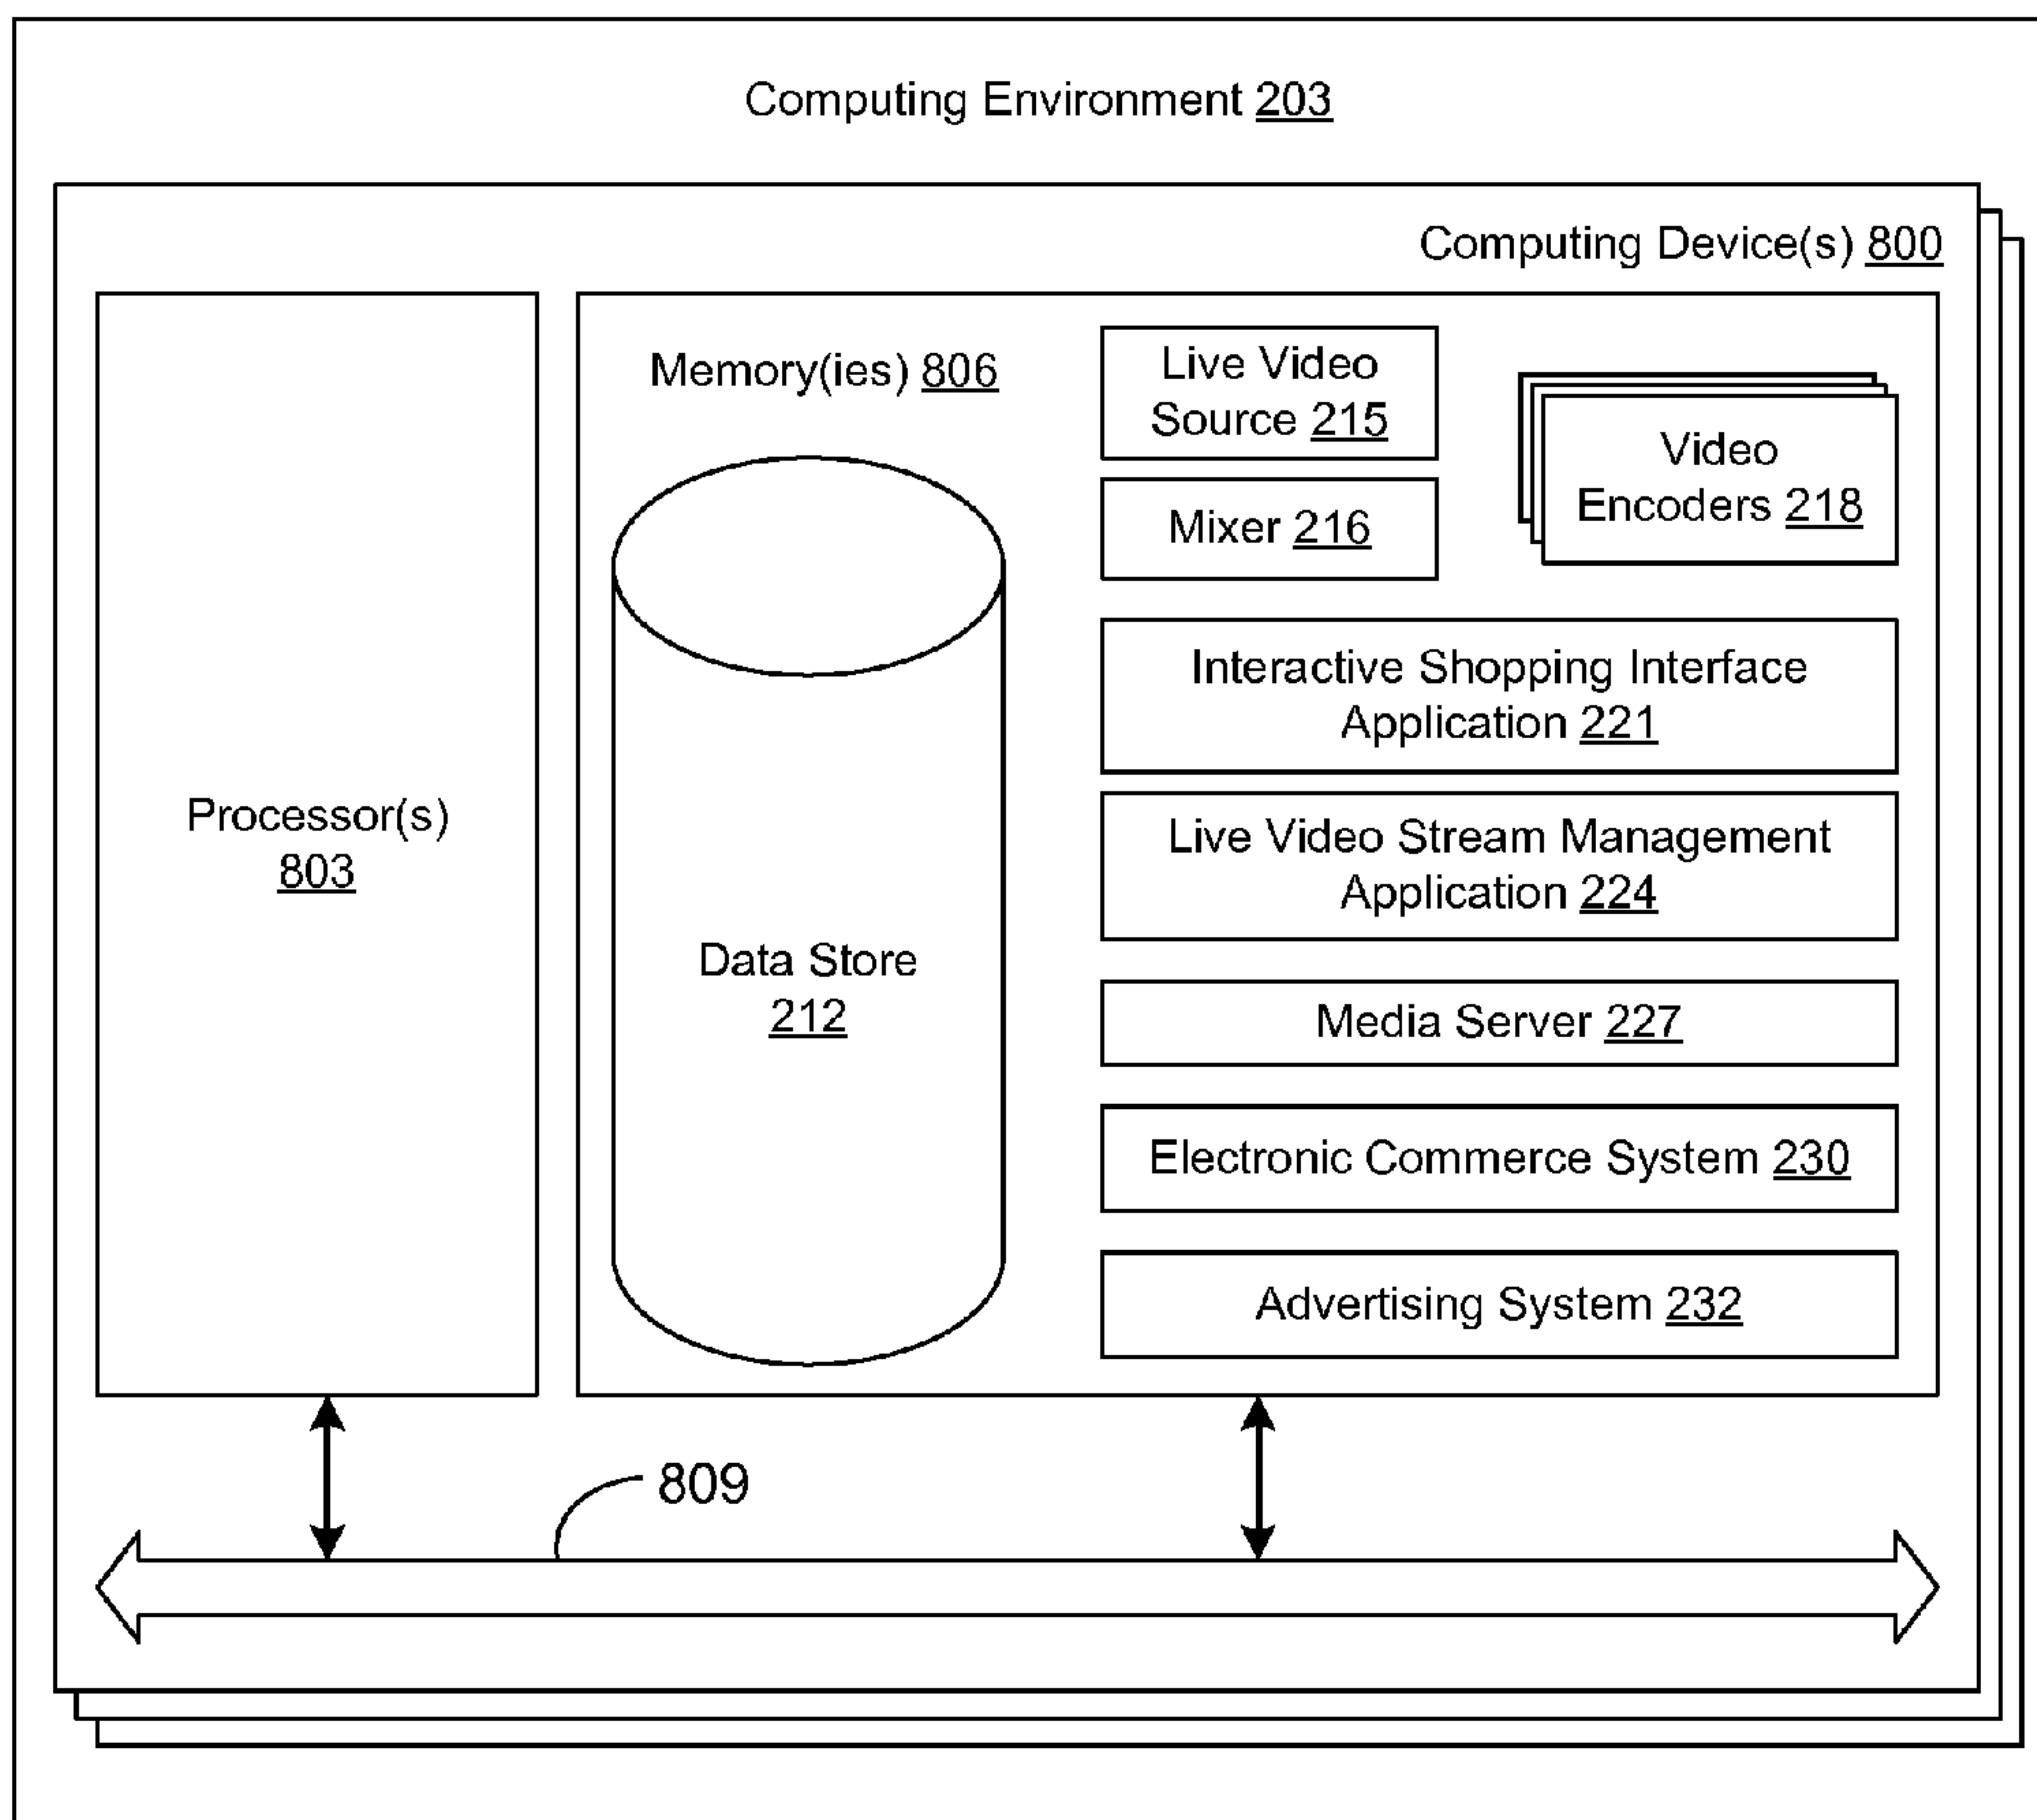 Computing Environment 203
Computing Device(s) 800
Processor(s)
803
Memory(ies) 806
Data Store
212
Live Video
Source 215
Mixer 216
Video
Encoders 218
Interactive Shopping Interface
Application 221
Live Video Stream Management
Application 224
Media Server 227
Electronic Commerce System 230
Advertising System 232
809